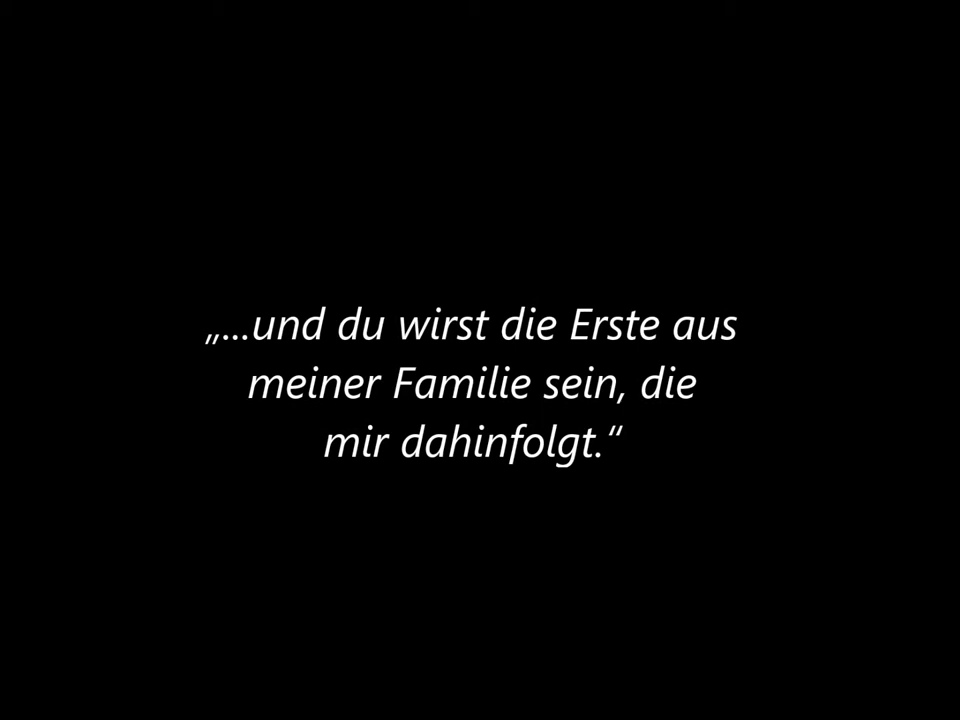 „...und du wirst die Erste aus
meiner Familie sein, die
mir dahinfolgt.“